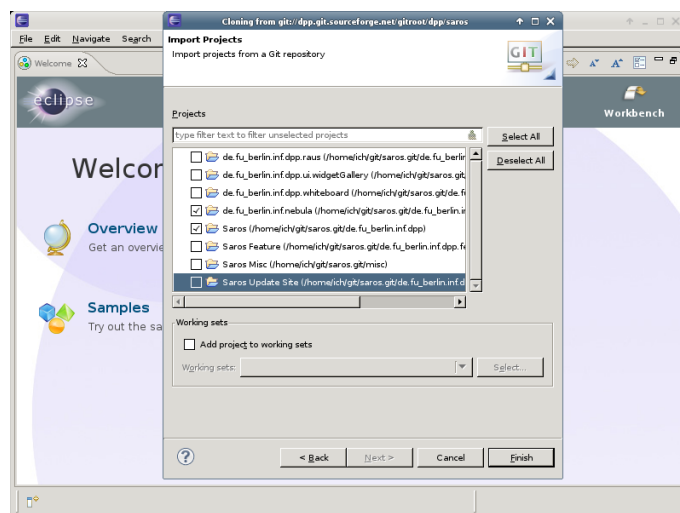 Cloning from git://dpp.git.sourceforge.net/gitroot/dpp/saros
File Edit Navigate Search
Welcome
eclipse
Workbench
Welcor
Overview
Get an overvie
Samples
Try out the sa
Import Projects
Import projects from a Git repository
GIT
Projects
type filter text to filter unselected projects
Select All
Deselect All
de.fu_berlin.inf.dpp.raus (/home/ich/git/saros.git/de.fu_berlir
de.fu_berlin.inf.dpp.ui.widgetGallery (/home/ich/git/saros.git,
de.fu_berlin.inf.dpp.whiteboard (/home/ich/git/saros.git/de.fi
de.fu_berlin.inf.nebula (/home/ich/git/saros.git/de.fu_berlin.ir
Saros (/home/ich/git/saros.git/de.fu_berlin.inf.dpp)
Saros Feature (/home/ich/git/saros.git/de.fu_berlin.inf.dpp.fe
Saros Misc (/home/ich/git/saros.git/misc)
Saros Update Site (/home/ich/git/saros.git/de.fu_berlin.inf.d
Working sets
Add project to working sets
Working sets:
Select...
?
< Back
Next >
Cancel
Finish